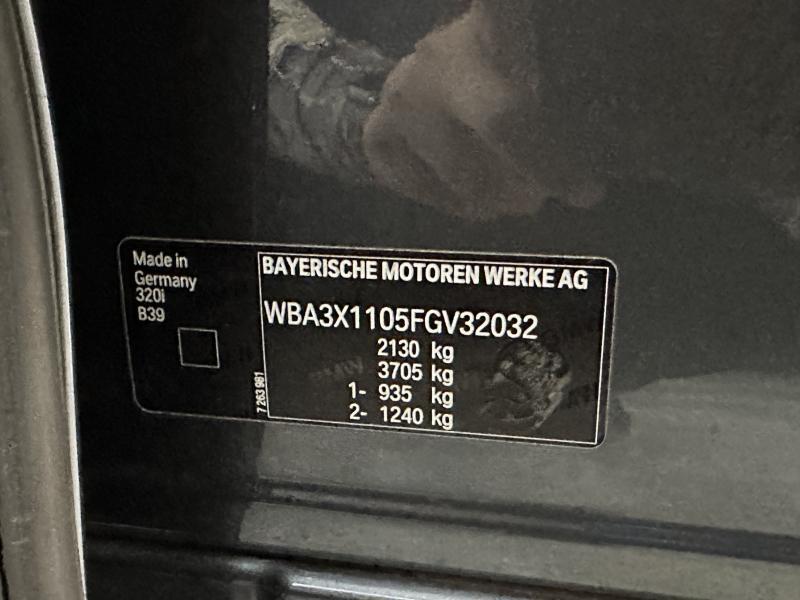 Made in
Germany
320i
B39
7 263 981
BAYERISCHE MOTOREN WERKE AG
WBA3X1105FGV32032
2130 kg
3705 kg
1- 935 kg
2- 1240 kg